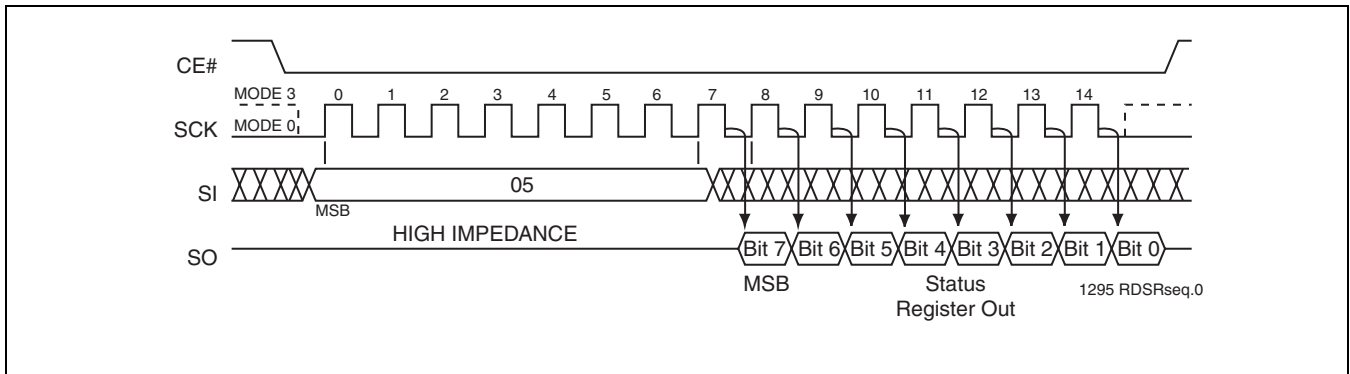 CE#
MODE 3 0 1 2 3 4 5 6 7 8 9 10 11 12 13 14
SCK MODE 0
SI 05
MSB
HIGH IMPEDANCE
SO Bit 7 Bit 6 Bit 5 Bit 4 Bit 3 Bit 2 Bit 1 Bit 0
MSB Status 1295 RDSRseq.0
Register Out